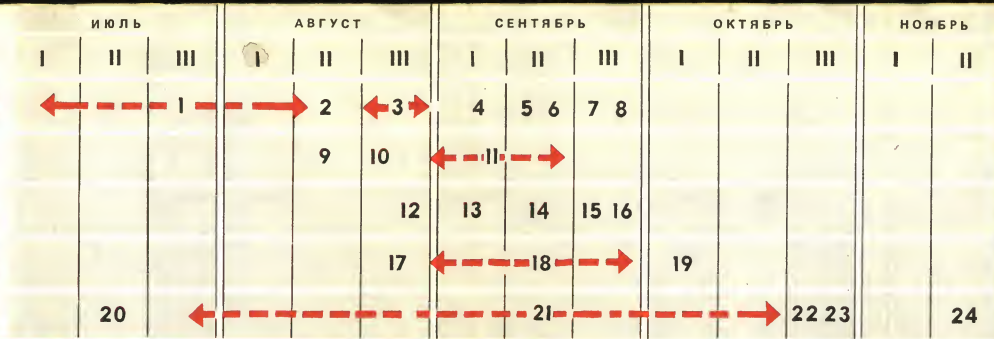 ИЮЛЬ АВГУСТ СЕНТЯБРЬ ОКТЯБРЬ НОЯБРЬ
I II III I II III I II III I II III I II
1 2 3 4 5 6 7 8
9 10 11
12 13 14 15 16
17 18 19
20 21 22 23 24